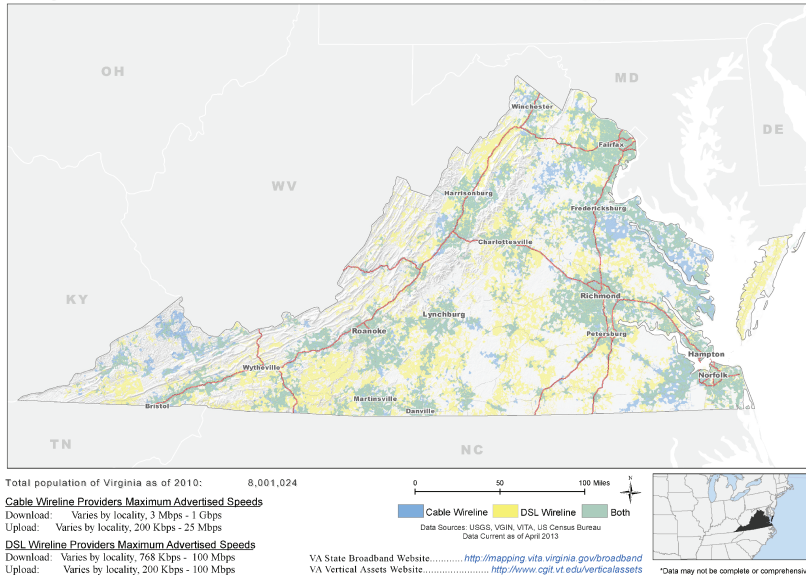 OH
MD
DE
Winchester
Fairfax
WV
Harrisonburg
Fredericksburg
Charlottesville
KY
Richmond
Lynchburg
Roanoke
Petersburg
Hampton
Wytheville
Norfolk
Martinsville
Bristol
Danville
TN
NC
Total population of Virginia as of 2010: 8,001,024
Cable Wireline Providers Maximum Advertised Speeds
Download: Varies by locality, 3 Mbps - 1 Gbps
Upload: Varies by locality, 200 Kbps - 25 Mbps
DSL Wireline Providers Maximum Advertised Speeds
Download: Varies by locality, 768 Kbps - 100 Mbps
Upload: Varies by locality, 200 Kbps - 100 Mbps
0 50 100 Miles
N
Cable Wireline DSL Wireline Both
Data Sources: USGS, VGIN, VITA, US Census Bureau
Data Current as of April 2013
VA State Broadband Website............ http://mapping.vita.virginia.gov/broadband
VA Vertical Assets Website........................ http://www.cgit.vt.edu/verticalassets
*Data may not be complete or comprehensiv